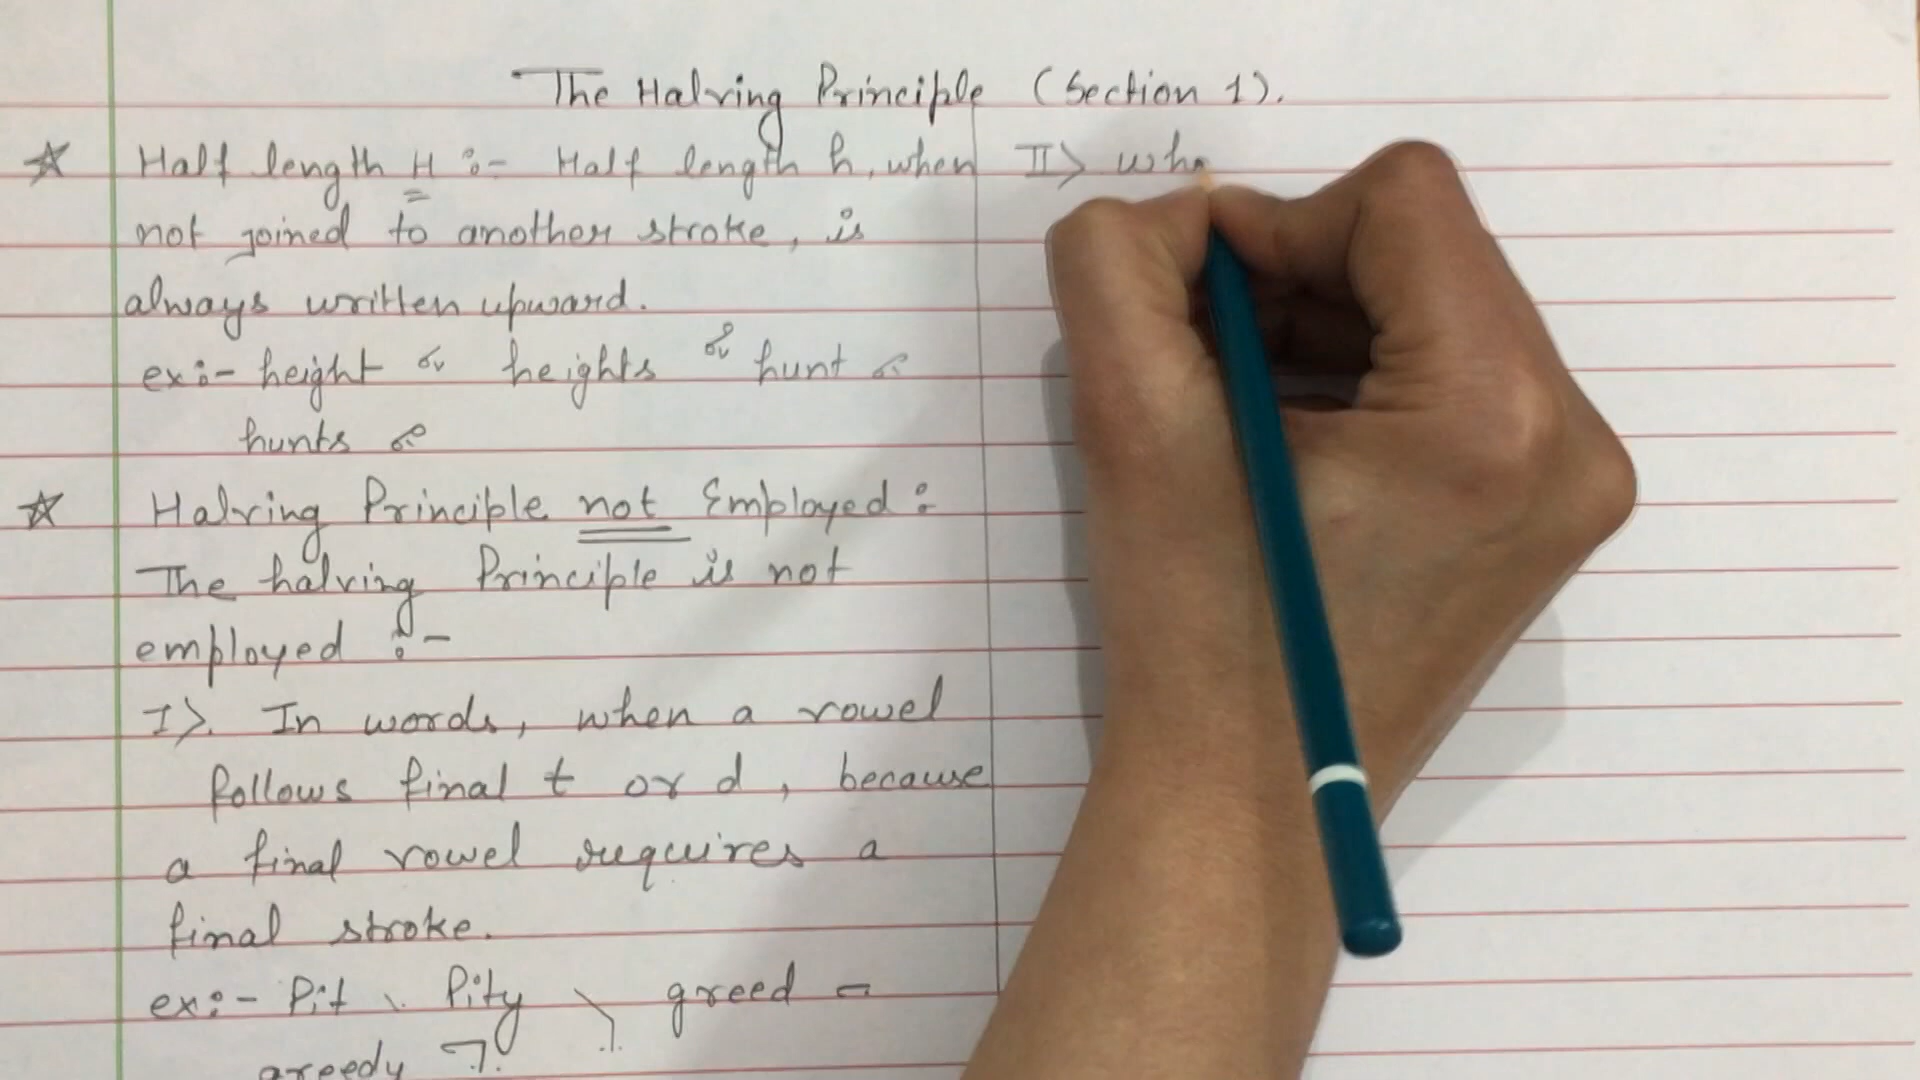 The Halving Principle (Section 1).
☆ Half length H :- Half length h, when
not joined to another stroke, is
always written upward.
ex:- height heights hunt
hunts
☆ Halving Principle not Employed :
The halving Principle is not
employed :-
I>. In words, when a vowel
follows final t or d, because
a final vowel requires a
final stroke.
ex:- Pit Pity greed
greedy
II> whe